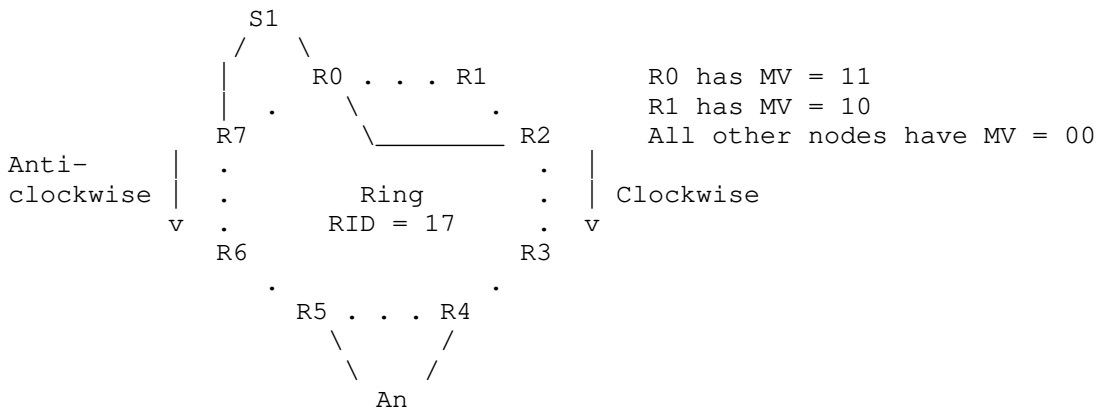 S1
/ \
| R0 . . . R1 R0 has MV = 11
| . \ . R1 has MV = 10
R7 \_________ R2 All other nodes have MV = 00
Anti- | . . |
clockwise | . Ring . | Clockwise
v . RID = 17 . v
R6 R3
. .
R5 . . . R4
\ /
\ /
An